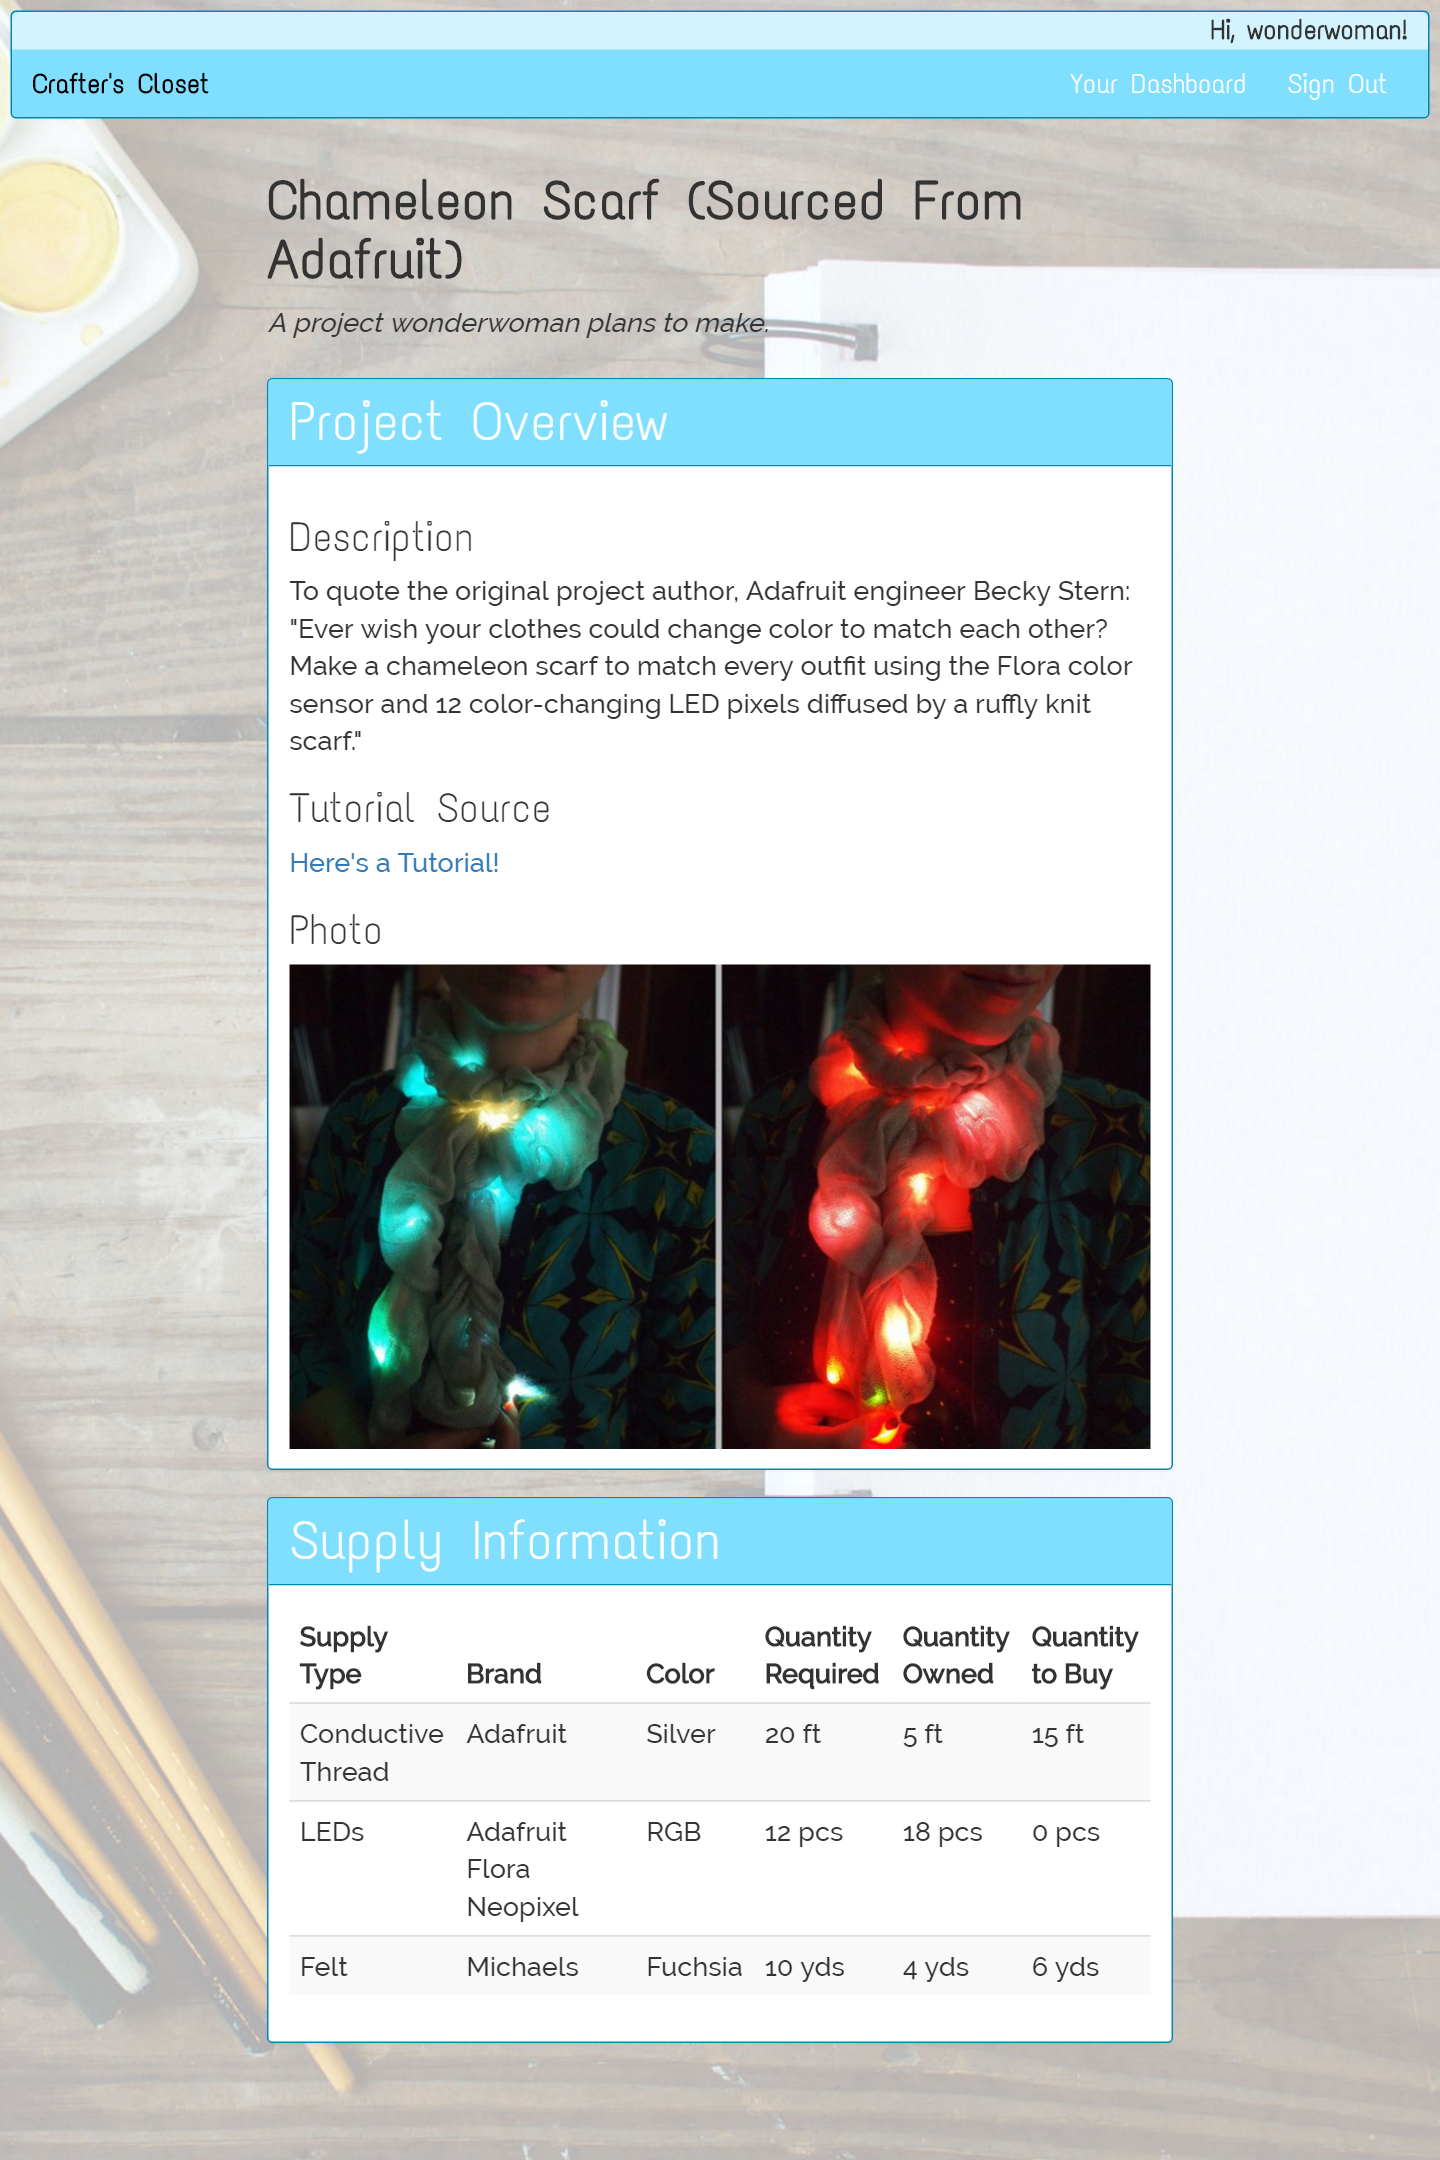 Hi, wonderwoman!
Crafter's Closet
Your Dashboard
Sign Out
Chameleon Scarf (Sourced From
Adafruit)
A project wonderwoman plans to make.
Project Overview
Description
To quote the original project author, Adafruit engineer Becky Stern:
"Ever wish your clothes could change color to match each other?
Make a chameleon scarf to match every outfit using the Flora color
sensor and 12 color-changing LED pixels diffused by a ruffly knit
scarf."
Tutorial Source
Here's a Tutorial!
Photo
Supply Information
Supply Type Brand Color Quantity Required Quantity Owned Quantity to Buy
Conductive Thread Adafruit Silver 20 ft 5 ft 15 ft
LEDs Adafruit Flora Neopixel RGB 12 pcs 18 pcs 0 pcs
Felt Michaels Fuchsia 10 yds 4 yds 6 yds